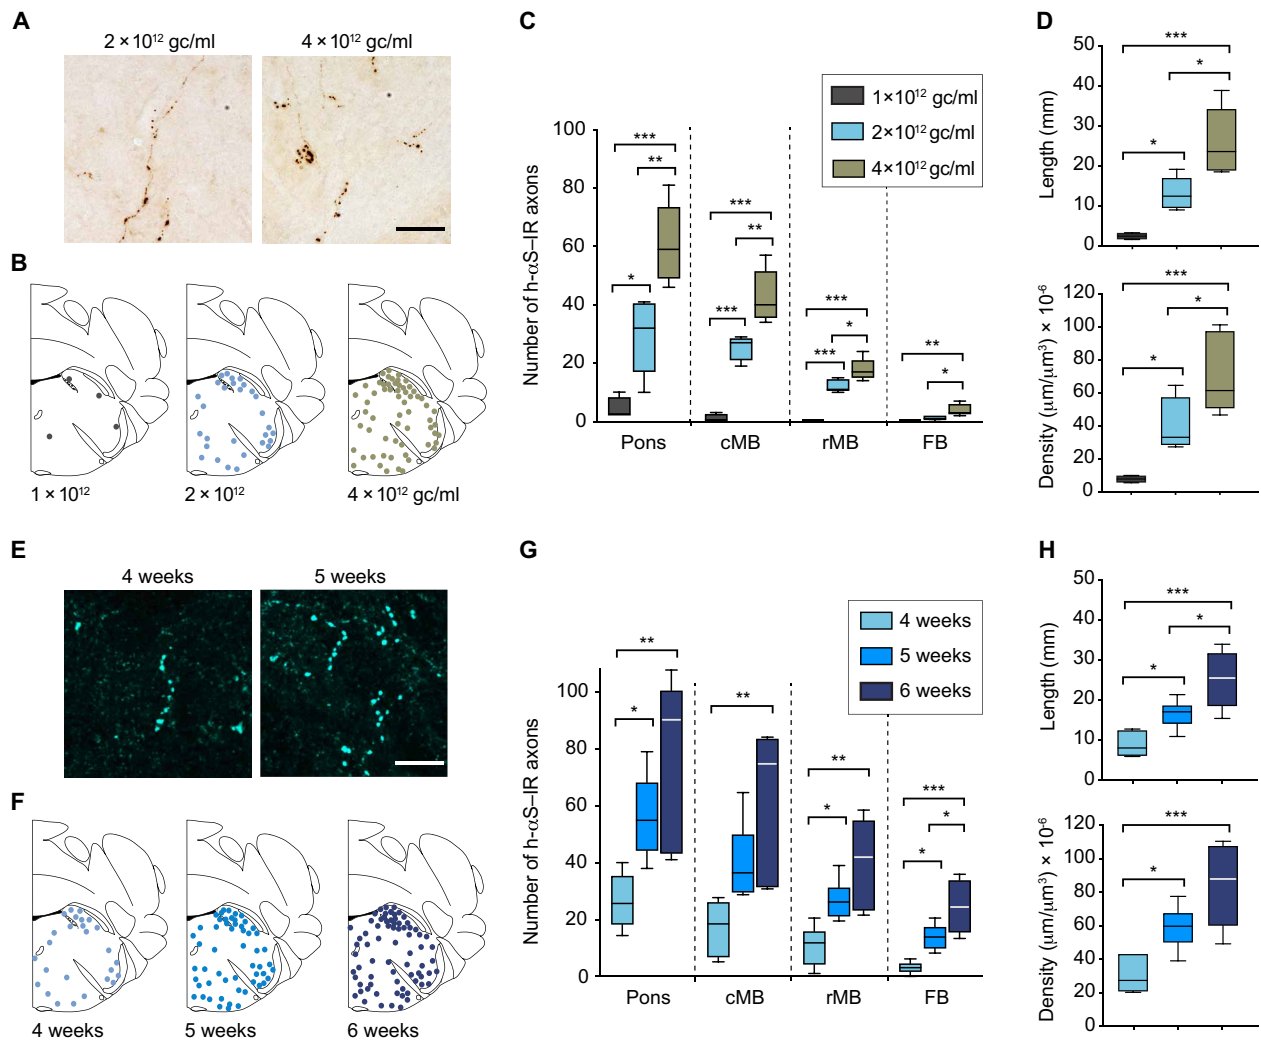 A
2 × 10¹² gc/ml
4 × 10¹² gc/ml
B
1 × 10¹²
2 × 10¹²
4 × 10¹² gc/ml
C
1×10¹² gc/ml
2×10¹² gc/ml
4×10¹² gc/ml
Number of h-αS–IR axons
100
80
60
40
20
0
***
**
*
***
**
***
***
*
***
**
*
Pons
cMB
rMB
FB
D
Length (mm)
50
40
30
20
10
0
***
*
*
Density (μm/μm³) × 10⁻⁶
120
100
80
60
40
20
0
***
*
*
E
4 weeks
5 weeks
F
4 weeks
5 weeks
6 weeks
G
4 weeks
5 weeks
6 weeks
Number of h-αS–IR axons
100
80
60
40
20
0
**
*
**
**
*
***
*
*
Pons
cMB
rMB
FB
H
Length (mm)
50
40
30
20
10
0
***
*
*
Density (μm/μm³) × 10⁻⁶
120
100
80
60
40
20
0
***
*